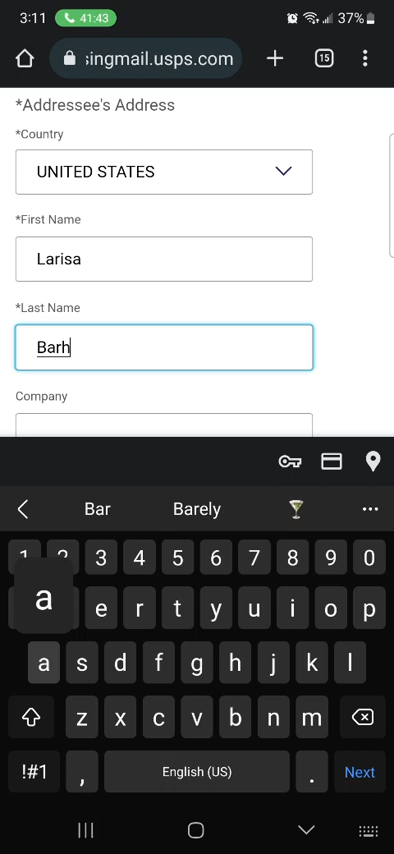 3:11 41:43 37%
singmail.usps.com 15
*Addressee's Address
*Country
UNITED STATES
*First Name
Larisa
*Last Name
Barh
Company
Bar Barely
1 2 3 4 5 6 7 8 9 0
a e r t y u i o p
a s d f g h j k l
z x c v b n m
!#1 , English (US) . Next